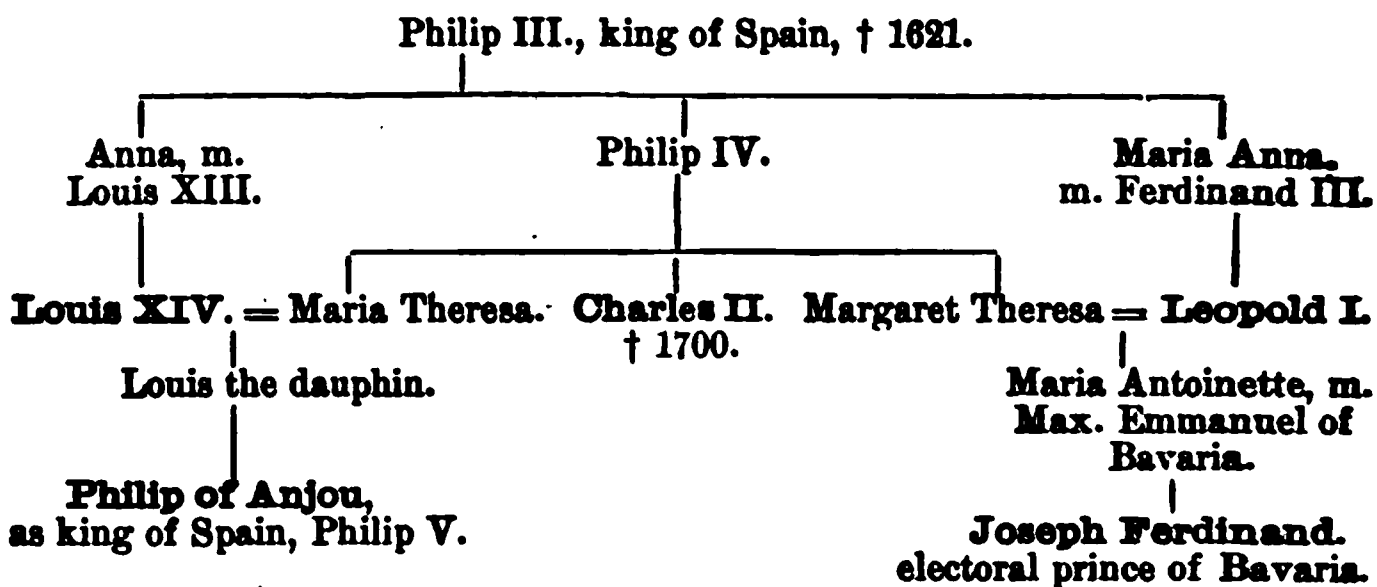 Philip III., king of Spain, † 1621.
Anna, m.
Louis XIII.
Philip IV.
Maria Anna.
m. Ferdinand III.
Louis XIV. = Maria Theresa. Charles II. Margaret Theresa = Leopold I.
† 1700.
Louis the dauphin.
Maria Antoinette, m.
Max. Emmanuel of
Bavaria.
Philip of Anjou,
as king of Spain, Philip V.
Joseph Ferdinand.
electoral prince of Bavaria.